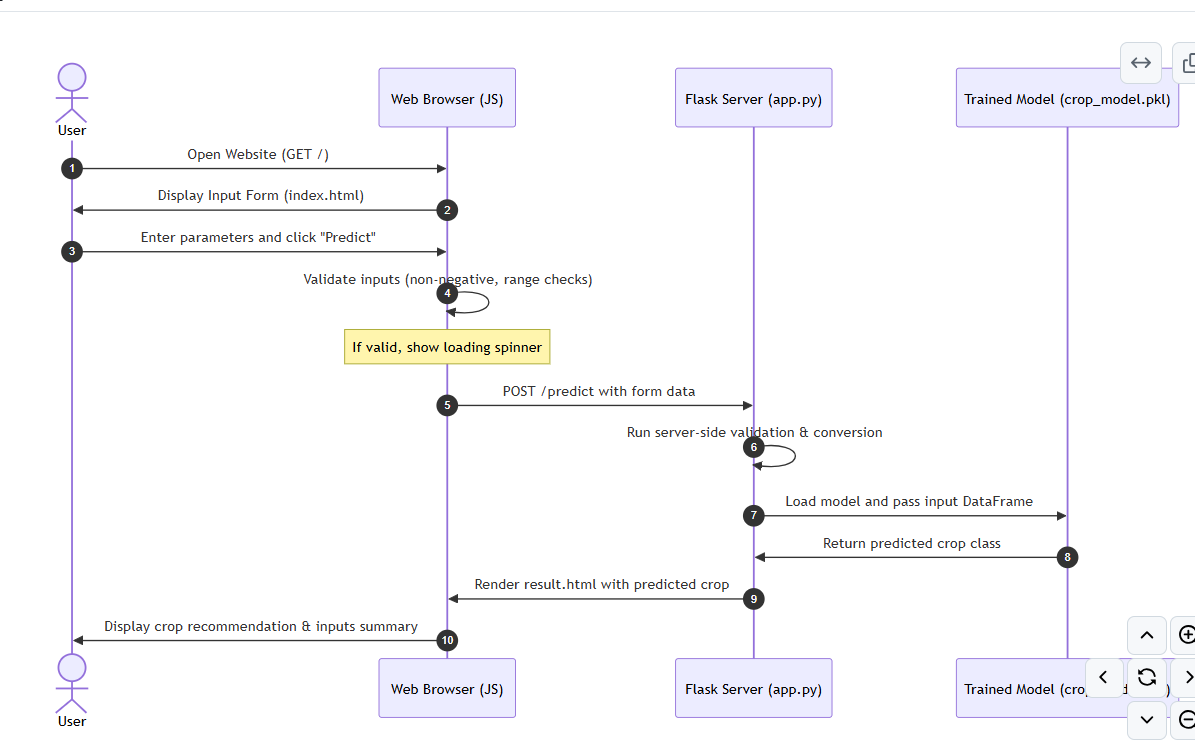 User
Web Browser (JS)
Flask Server (app.py)
Trained Model (crop_model.pkl)
Open Website (GET /)
1
Display Input Form (index.html)
2
Enter parameters and click "Predict"
3
Validate inputs (non-negative, range checks)
4
If valid, show loading spinner
POST /predict with form data
5
Run server-side validation & conversion
6
Load model and pass input DataFrame
7
Return predicted crop class
8
Render result.html with predicted crop
9
Display crop recommendation & inputs summary
10
User
Web Browser (JS)
Flask Server (app.py)
Trained Model